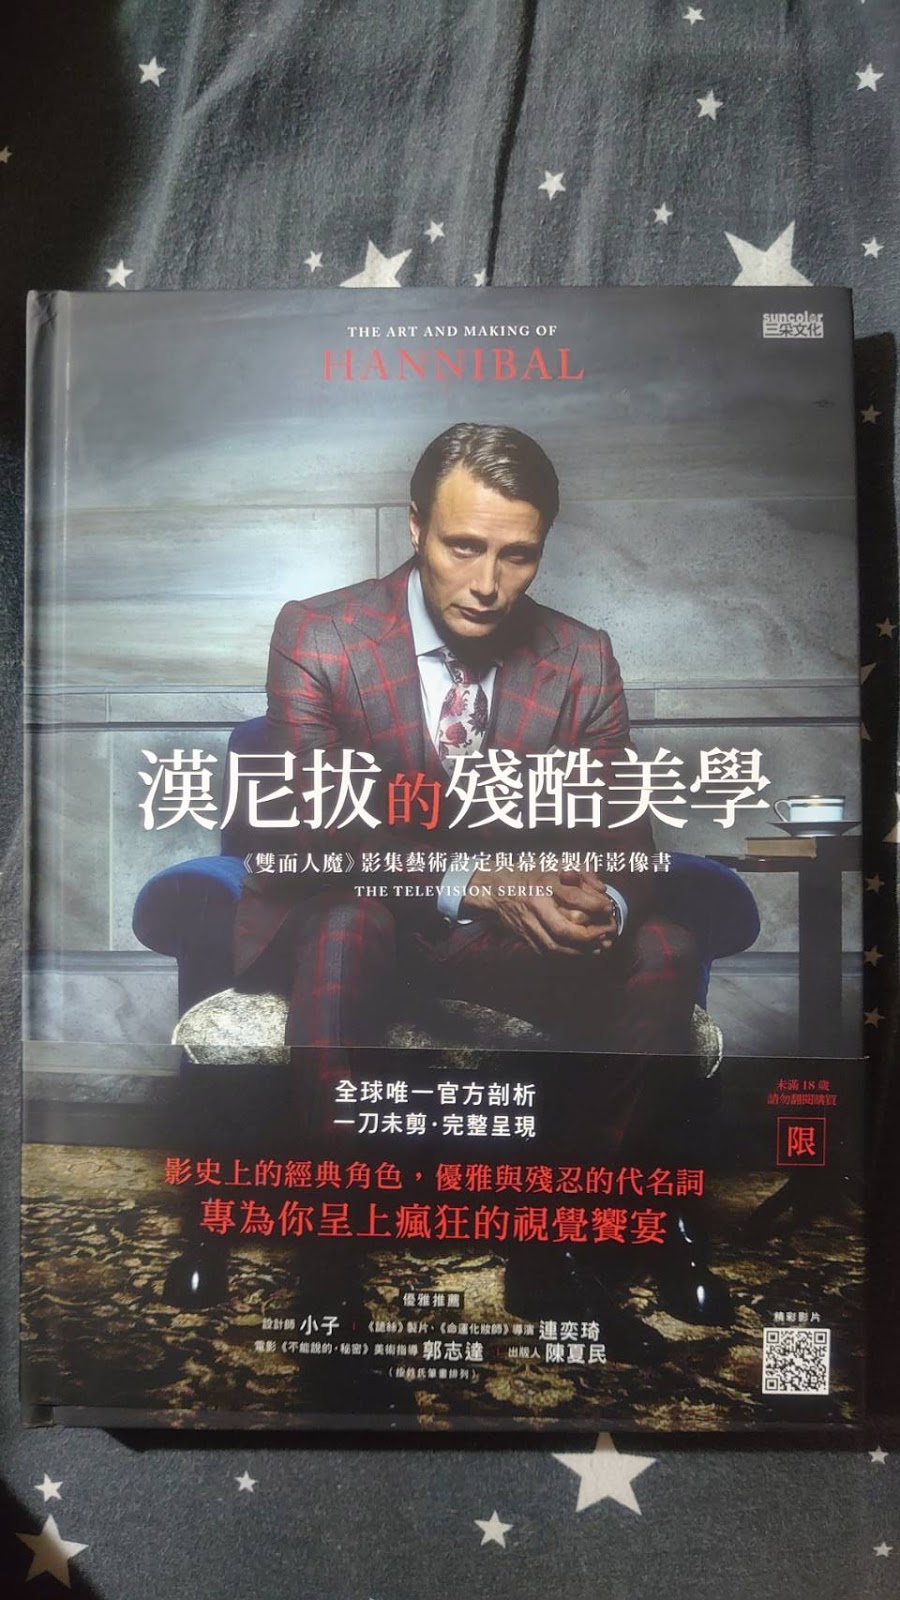 THE ART AND MAKING OF
HANNIBAL
suncolor
三采文化
漢尼拔的殘酷美學
《雙面人魔》影集藝術設定與幕後製作影像書
THE TELEVISION SERIES
全球唯一官方剖析
一刀未剪·完整呈現
未滿 18 歲
請勿翻閱購買
限
影史上的經典角色，優雅與殘忍的代名詞
專為你呈上瘋狂的視覺饗宴
優雅推薦
設計師 小子 | 《誰絲》製片、《命運化妝師》導演 連奕琦
電影《不能說的·秘密》美術指導 郭志達 | 出版人 陳夏民
（按姓氏筆畫排列）
精彩影片